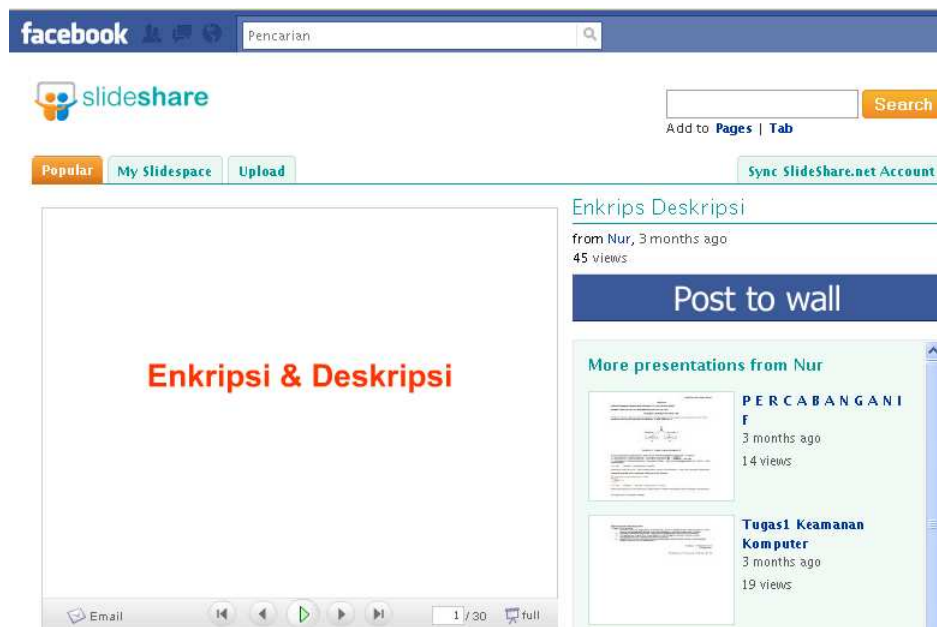 facebook Pencarian
slideshare
Search
Add to Pages | Tab
Popular My Slidespace Upload Sync SlideShare.net Account
Enkrips Deskripsi
from Nur, 3 months ago
45 views
Post to wall
Enkripsi & Deskripsi
More presentations from Nur
P E R C A B A N G A N I
F
3 months ago
14 views
Tugas1 Keamanan
Komputer
3 months ago
19 views
Email 1 / 30 full